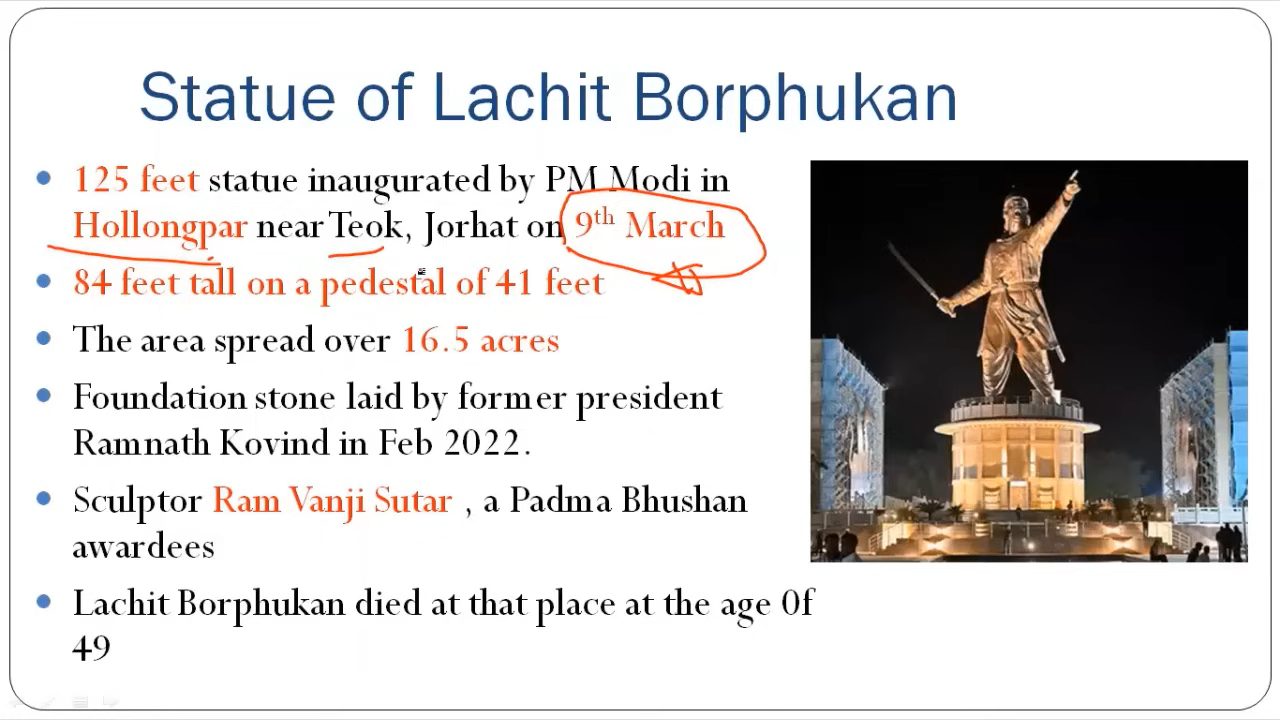 Statue of Lachit Borphukan
125 feet statue inaugurated by PM Modi in
Hollongpar near Teok, Jorhat on 9th March
84 feet tall on a pedestal of 41 feet
The area spread over 16.5 acres
Foundation stone laid by former president
Ramnath Kovind in Feb 2022.
Sculptor Ram Vanji Sutar , a Padma Bhushan
awardees
Lachit Borphukan died at that place at the age 0f
49